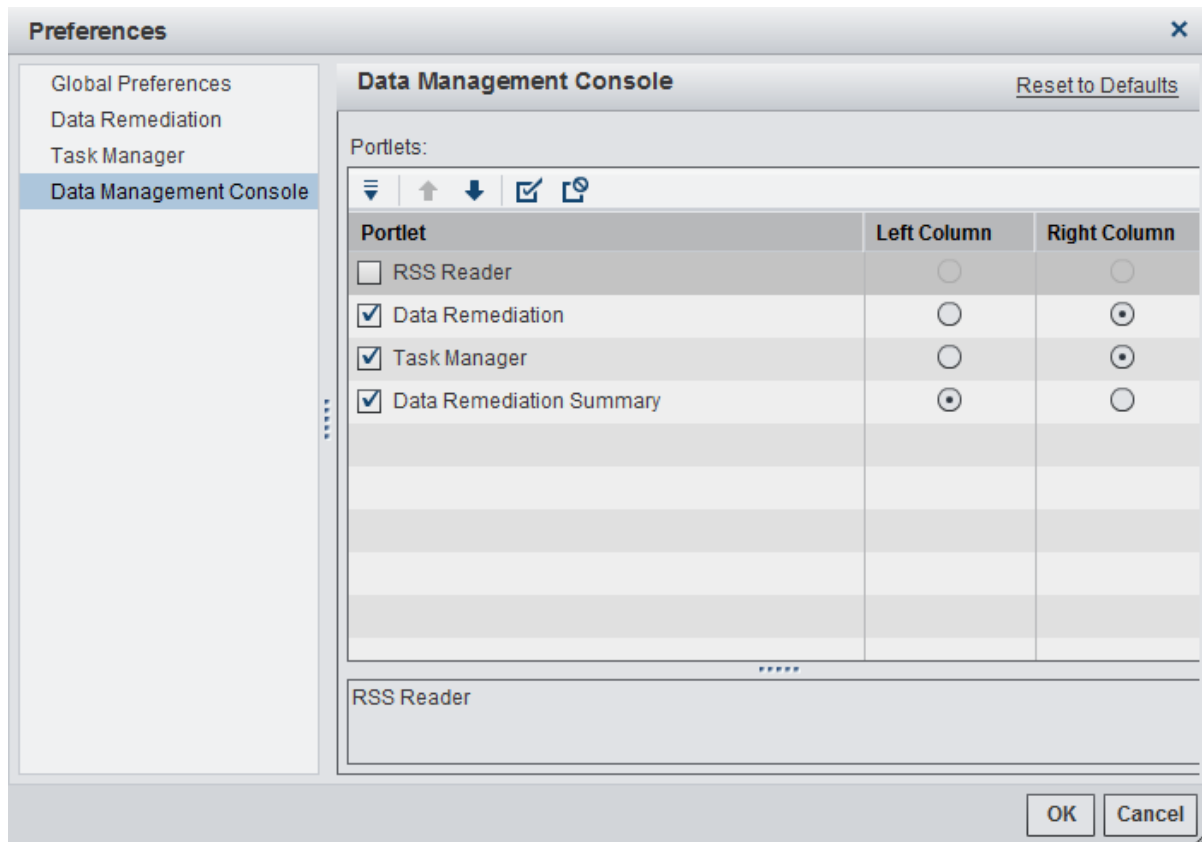 Preferences
Global Preferences
Data Remediation
Task Manager
Data Management Console
Data Management Console
Reset to Defaults
Portlets:
Portlet Left Column Right Column
RSS Reader
Data Remediation
Task Manager
Data Remediation Summary
RSS Reader
OK Cancel